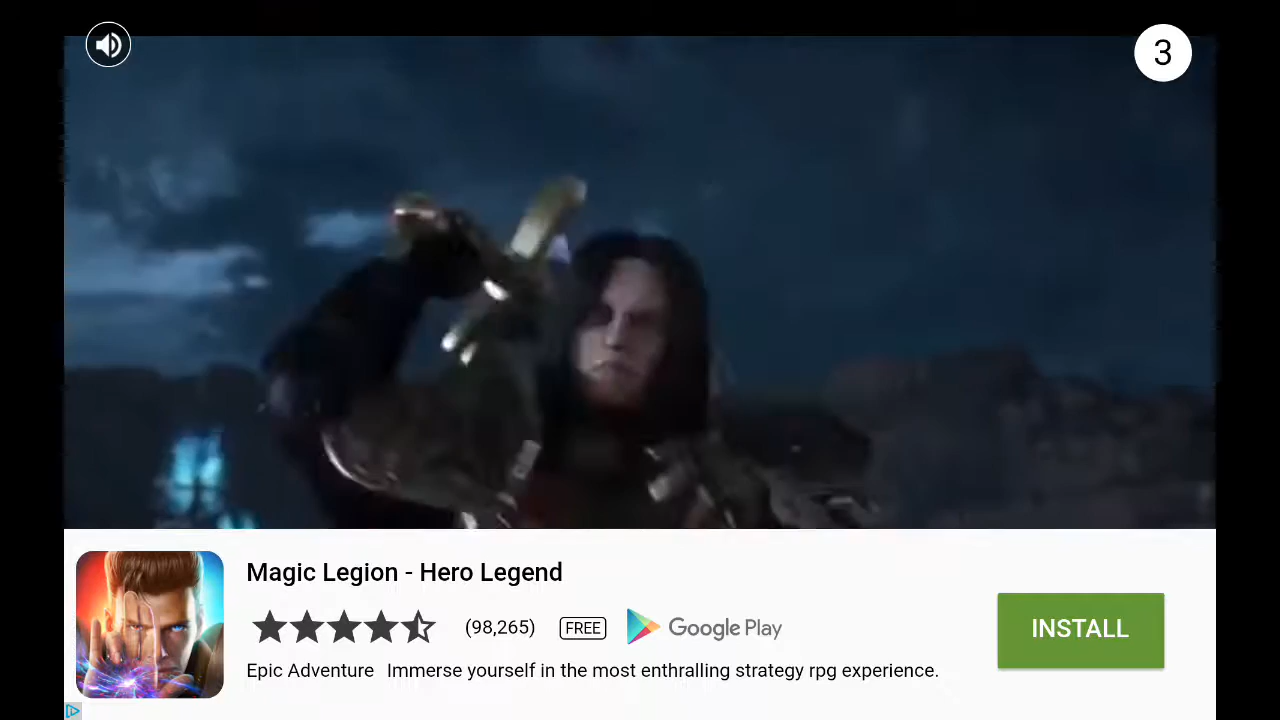 3
Magic Legion - Hero Legend
(98,265) FREE Google Play
Epic Adventure Immerse yourself in the most enthralling strategy rpg experience.
INSTALL